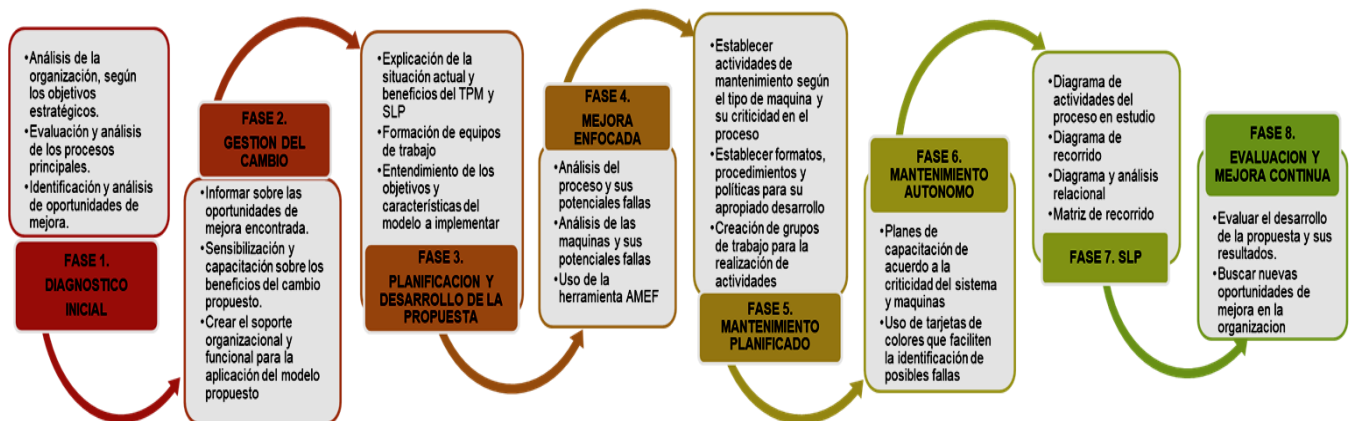 •Análisis de la
organización, según
los objetivos
estratégicos.
•Evaluación y análisis
de los procesos
principales.
•Identificación y análisis
de oportunidades de
mejora.
FASE 1.
DIAGNOSTICO
INICIAL
FASE 2.
GESTION DEL
CAMBIO
•Informar sobre las
oportunidades de
mejora encontrada.
•Sensibilización y
capacitación sobre los
beneficios del cambio
propuesto.
•Crear el soporte
organizacional y
funcional para la
aplicación del modelo
propuesto
•Explicación de la
situación actual y
beneficios del TPM y
SLP
•Formación de equipos
de trabajo
•Entendimiento de los
objetivos y
características del
modelo a implementar
FASE 3.
PLANIFICACION Y
DESARROLLO DE LA
PROPUESTA
FASE 4.
MEJORA
ENFOCADA
•Análisis del
proceso y sus
potenciales fallas
•Análisis de las
maquinas y sus
potenciales fallas
•Uso de la
herramienta AMEF
•Establecer
actividades de
mantenimiento según
el tipo de maquina y
su criticidad en el
proceso
•Establecer formatos,
procedimientos y
políticas para su
apropiado desarrollo
•Creación de grupos
de trabajo para la
realización de
actividades
FASE 5.
MANTENIMIENTO
PLANIFICADO
FASE 6.
MANTENIMIENTO
AUTONOMO
•Planes de
capacitación de
acuerdo a la
criticidad del sistema
y maquinas
•Uso de tarjetas de
colores que faciliten
la identificación de
posibles fallas
•Diagrama de
actividades del
proceso en estudio
•Diagrama de
recorrido
•Diagrama y análisis
relacional
•Matriz de recorrido
FASE 7. SLP
FASE 8.
EVALUACION Y
MEJORA CONTINUA
•Evaluar el desarrollo
de la propuesta y sus
resultados.
•Buscar nuevas
oportunidades de
mejora en la
organizacion